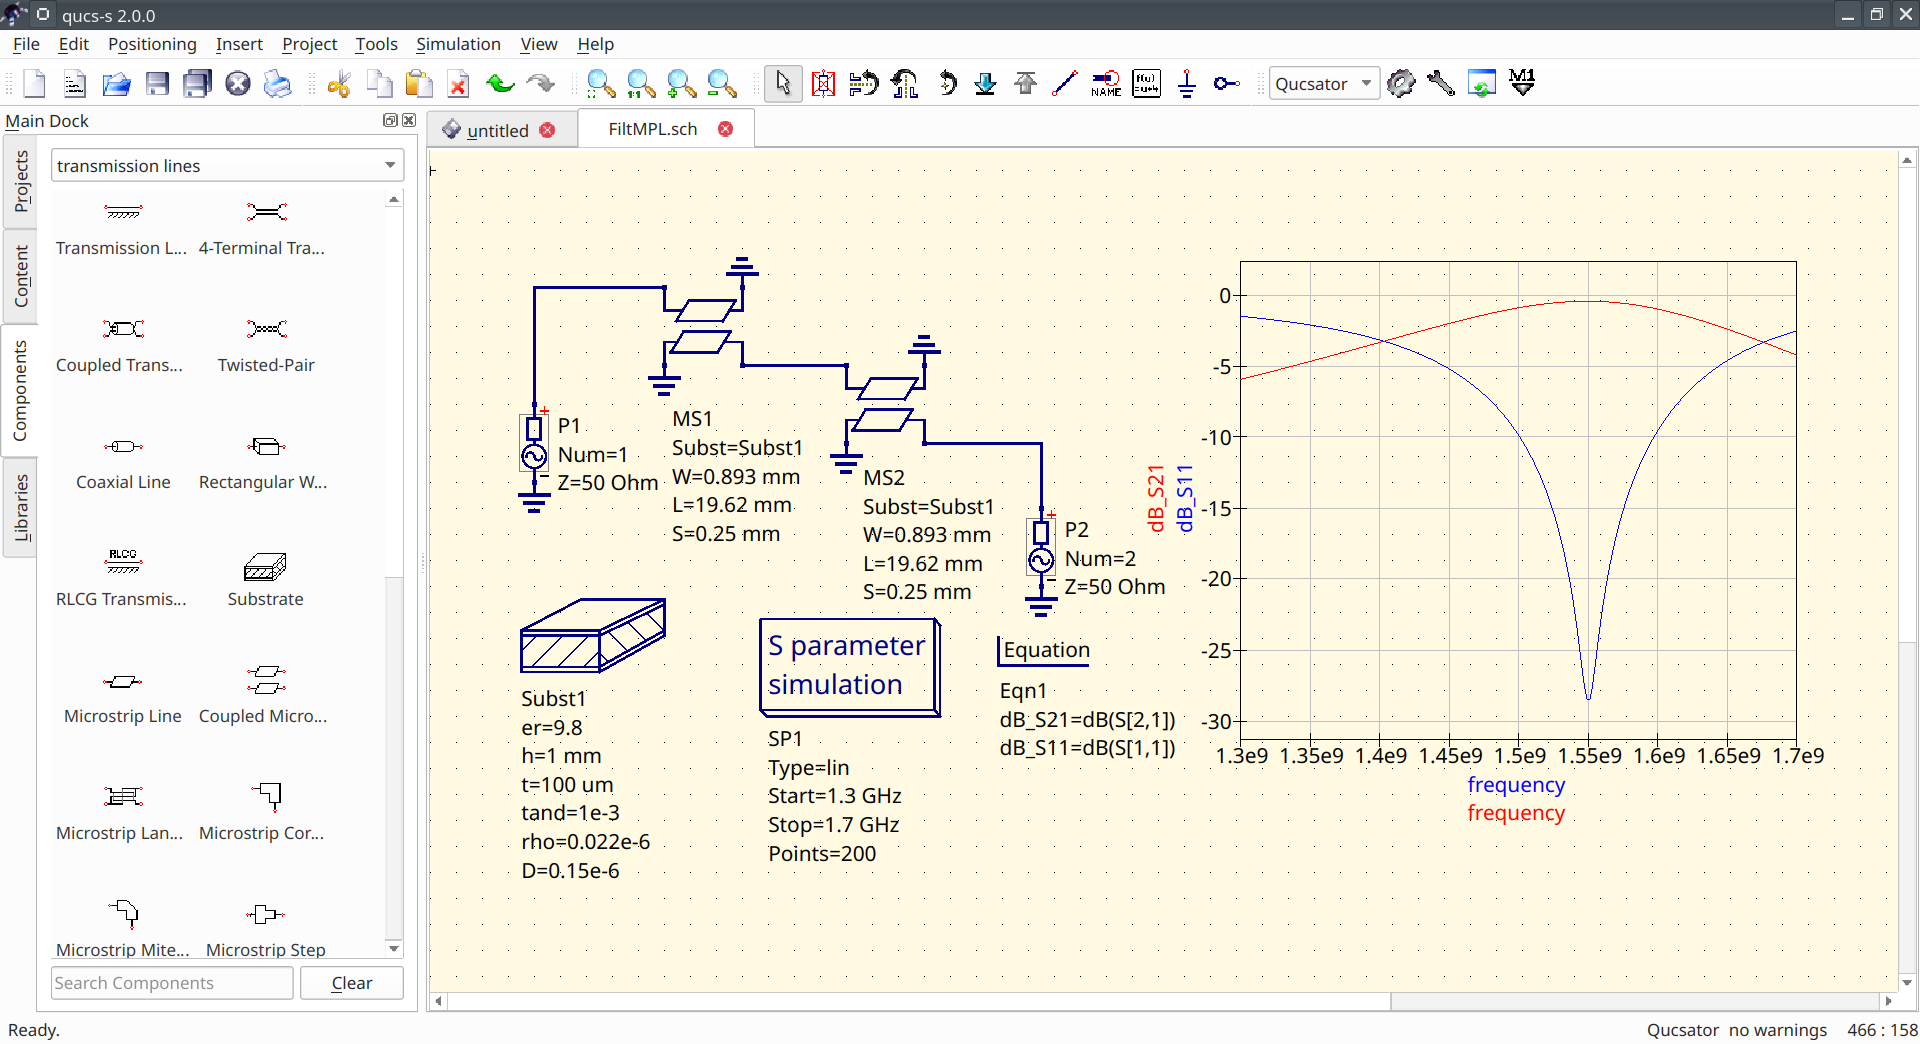 qucs-s 2.0.0
File Edit Positioning Insert Project Tools Simulation View Help
1:1
NAME
f(u)
Qucsator
M1
Main Dock
untitled
FiltMPL.sch
Projects
Content
Components
Libraries
transmission lines
Transmission L... 4-Terminal Tra...
Coupled Trans... Twisted-Pair
Coaxial Line Rectangular W...
RLCG
RLCG Transmis... Substrate
Microstrip Line Coupled Micro...
Microstrip Lan... Microstrip Cor...
Microstrip Mite... Microstrip Step
Search Components
Clear
P1
Num=1
Z=50 Ohm
MS1
Subst=Subst1
W=0.893 mm
L=19.62 mm
S=0.25 mm
MS2
Subst=Subst1
W=0.893 mm
L=19.62 mm
S=0.25 mm
P2
Num=2
Z=50 Ohm
Subst1
er=9.8
h=1 mm
t=100 um
tand=1e-3
rho=0.022e-6
D=0.15e-6
S parameter
simulation
SP1
Type=lin
Start=1.3 GHz
Stop=1.7 GHz
Points=200
Equation
Eqn1
dB_S21=dB(S[2,1])
dB_S11=dB(S[1,1])
dB_S21
dB_S11
0
-5
-10
-15
-20
-25
-30
1.3e9 1.35e9 1.4e9 1.45e9 1.5e9 1.55e9 1.6e9 1.65e9 1.7e9
frequency
frequency
Ready.
Qucsator no warnings 466 : 158